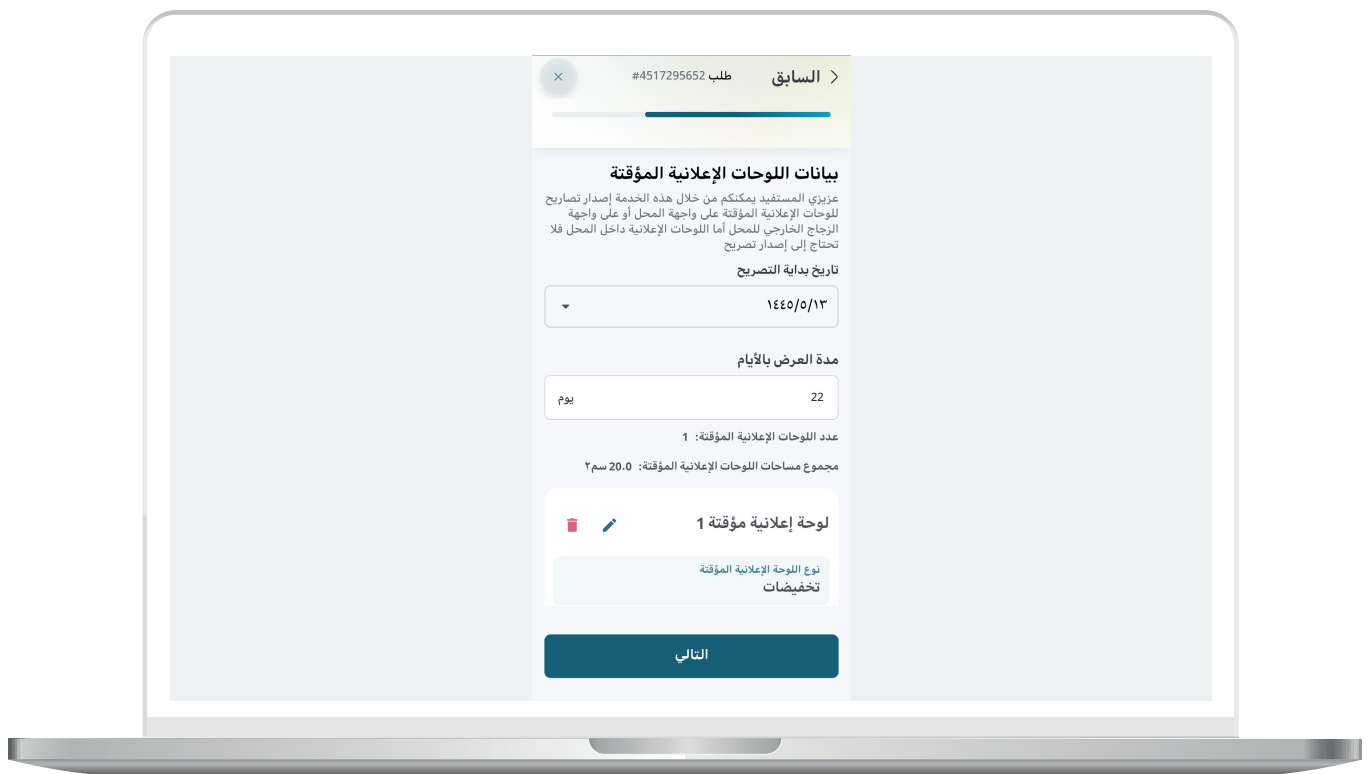 السابق
طلب 4517295652#
بيانات اللوحات الإعلانية المؤقتة
عزيزي المستفيد يمكنكم من خلال هذه الخدمة إصدار تصاريح
للوحات الإعلانية المؤقتة على واجهة المحل أو على واجهة
الزجاج الخارجي للمحل أما اللوحات الإعلانية داخل المحل فلا
تحتاج إلى إصدار تصريح
تاريخ بداية التصريح
١٤٤٥/٥/١٣
مدة العرض بالأيام
22 يوم
عدد اللوحات الإعلانية المؤقتة: 1
مجموع مساحات اللوحات الإعلانية المؤقتة: 20.0 سم٢
لوحة إعلانية مؤقتة 1
نوع اللوحة الإعلانية المؤقتة
تخفيضات
التالي